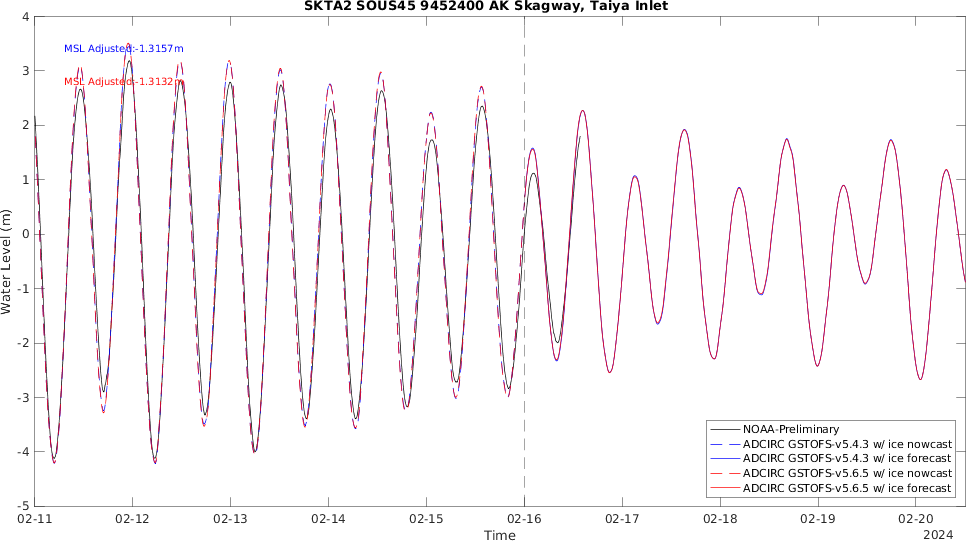 SKTA2 SOUS45 9452400 AK Skagway, Taiya Inlet
MSL Adjusted:-1.3157m
MSL Adjusted:-1.3132m
4
3
2
1
0
-1
-2
-3
-4
-5
Water Level (m)
NOAA-Preliminary
ADCIRC GSTOFS-v5.4.3 w/ ice nowcast
ADCIRC GSTOFS-v5.4.3 w/ ice forecast
ADCIRC GSTOFS-v5.6.5 w/ ice nowcast
ADCIRC GSTOFS-v5.6.5 w/ ice forecast
02-11 02-12 02-13 02-14 02-15 02-16 02-17 02-18 02-19 02-20
Time
2024